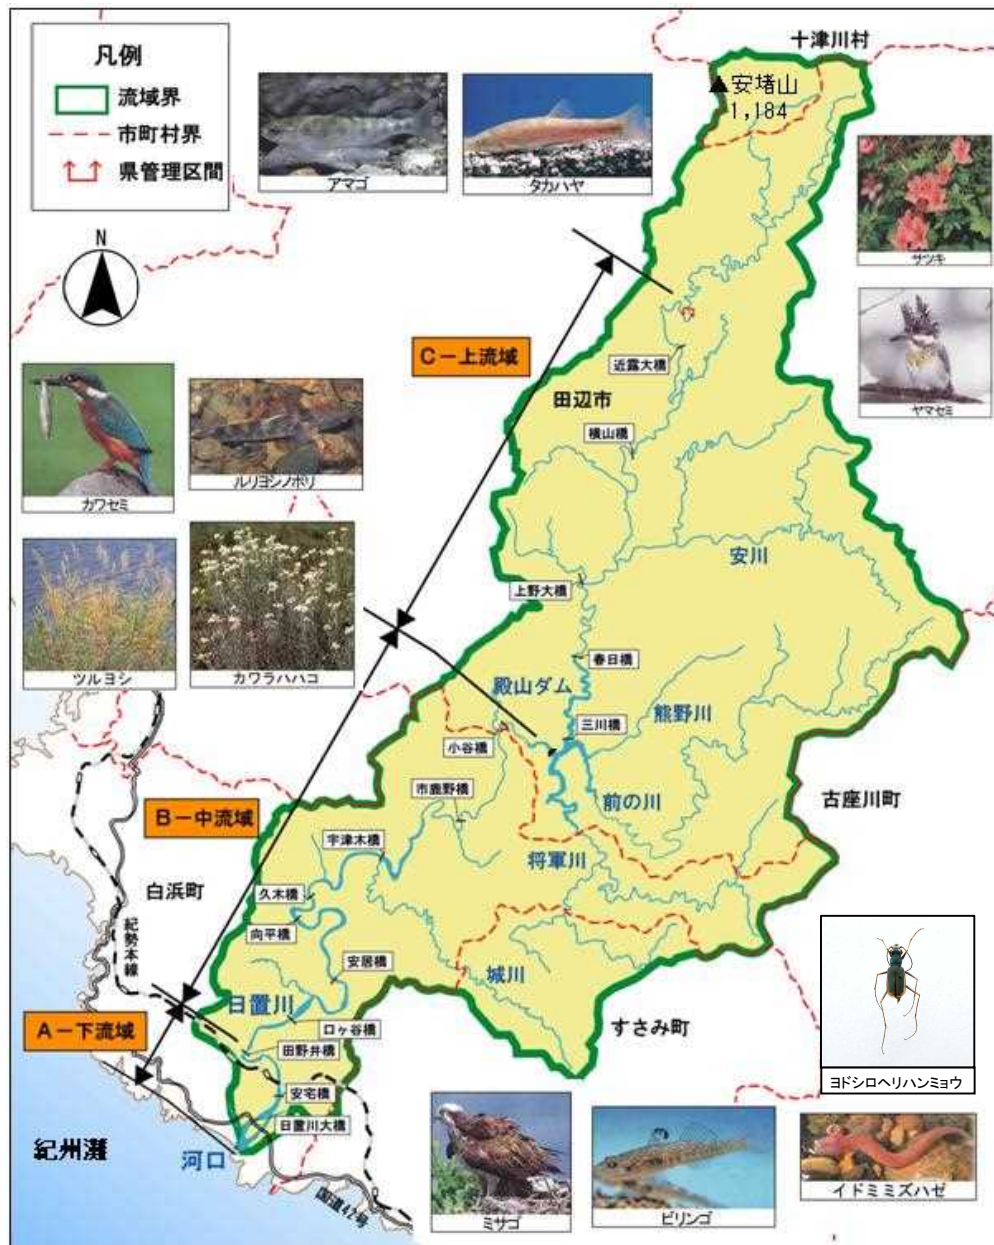 凡例
流域界
市町村界
県管理区間
N
十津川村
▲安堵山
1,184
アマゴ
タカハヤ
サツキ
ヤマセミ
C－上流域
近露大橋
田辺市
横山橋
カワセミ
ルリヨシノボリ
安川
上野大橋
ツルヨシ
カワラハハコ
春日橋
殿山ダム
熊野川
三川橋
小谷橋
市鹿野橋
前の川
古座川町
B－中流域
宇津木橋
将軍川
白浜町
久木橋
紀勢本線
向平橋
安居橋
城川
日置川
A－下流域
口ヶ谷橋
すさみ町
田野井橋
安宅橋
ヨドシロヘリハンミョウ
日置川大橋
紀州灘
河口
国道42号
ミサゴ
ビリンゴ
イドミミズハゼ